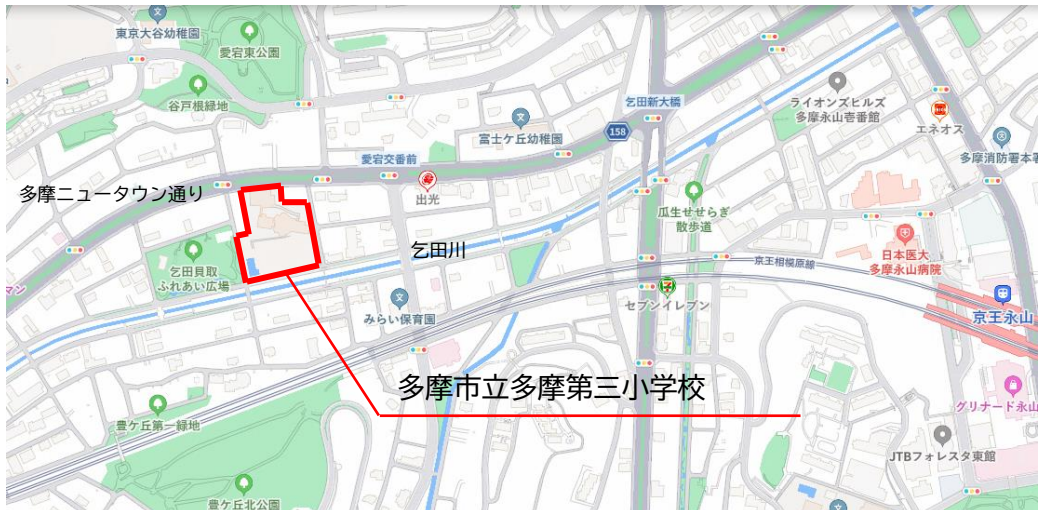 東京大谷幼稚園
愛宕東公園
谷戸根緑地
乞田新大橋
ライオンズヒルズ
多摩永山壱番館
エネオス
富士ケ丘幼稚園
158
多摩消防署本署
愛宕交番前
多摩ニュータウン通り
出光
瓜生せせらぎ
散歩道
乞田川
日本医大
多摩永山病院
乞田貝取
ふれあい広場
京王相模原線
マン
みらい保育園
セブンイレブン
京王永山
多摩市立多摩第三小学校
豊ケ丘第一緑地
グリナード永山
JTBフォレスタ東館
豊ケ丘北公園